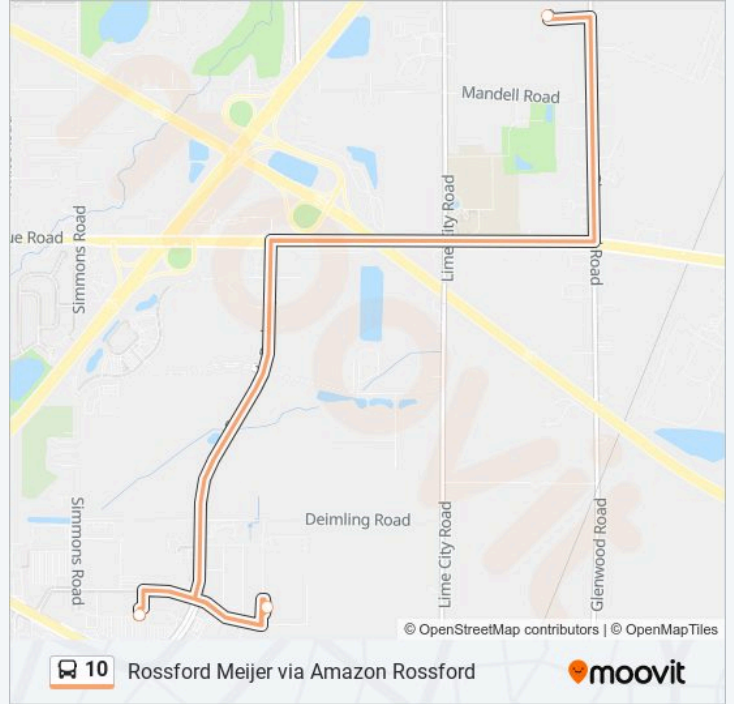 Mandell Road
Lime City Road
Simmons Road
ue Road
Road
Deimling Road
Simmons Road
Lime City Road
Glenwood Road
© OpenStreetMap contributors | © OpenMapTiles
10 Rossford Meijer via Amazon Rossford
moovit